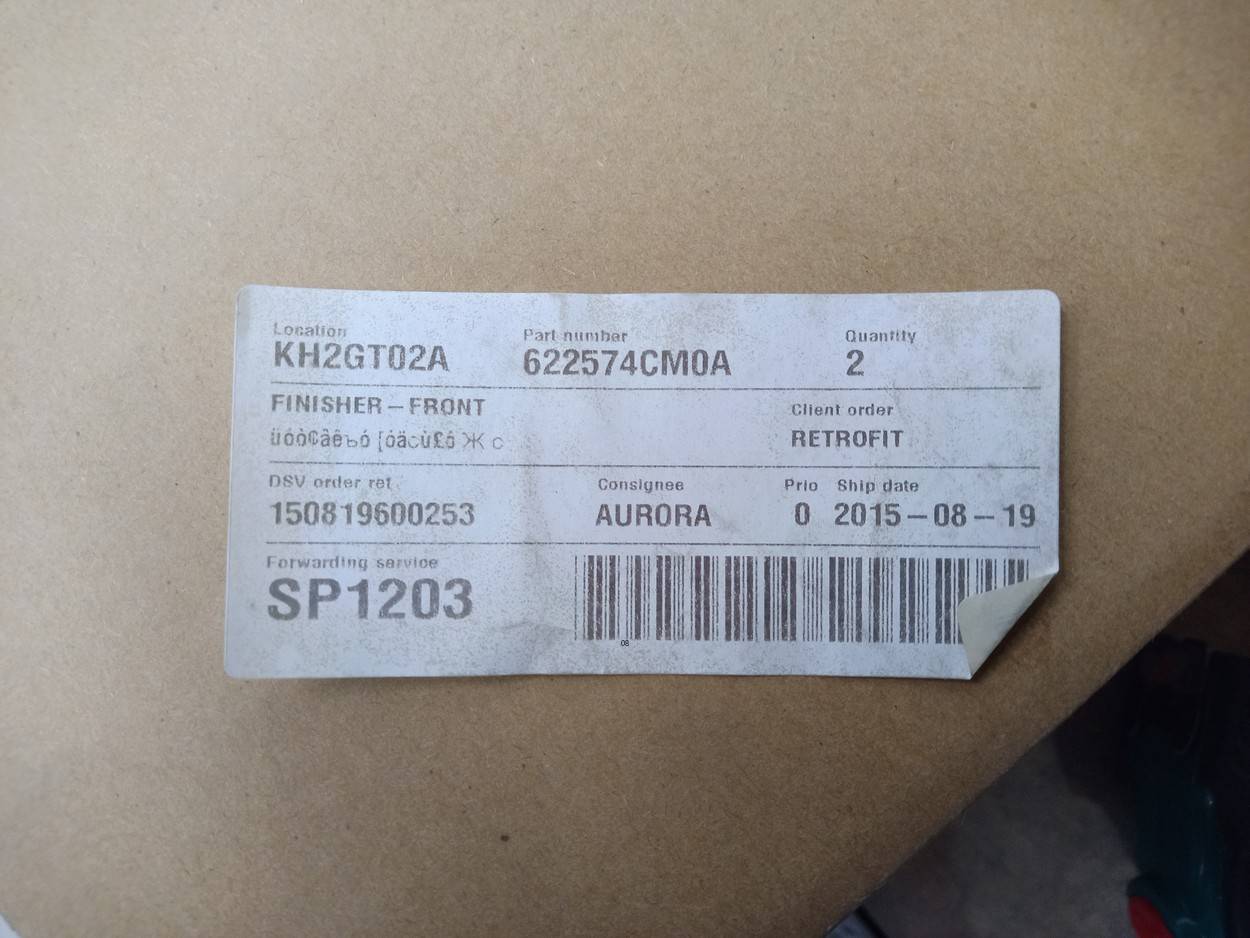 Location Part number Quantity
KH2GT02A 622574CM0A 2
FINISHER – FRONT Client order
RETROFIT
DSV order ref Consignee Prio Ship date
150819600253 AURORA 0 2015 – 08 – 19
Forwarding service
SP1203
08